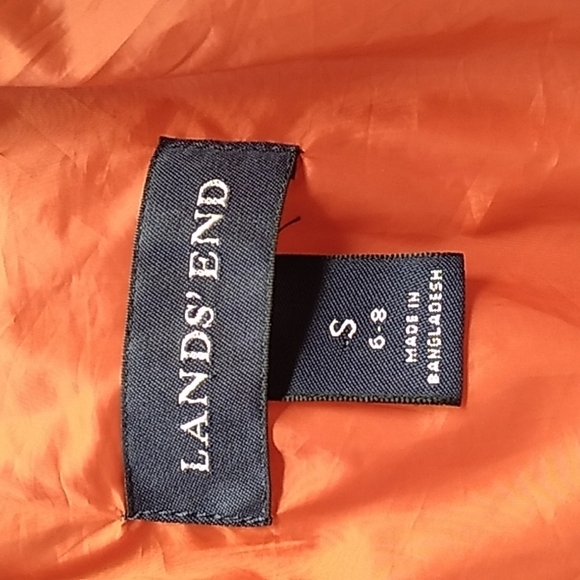 LANDS' END
S
6-8
MADE IN
BANGLADESH